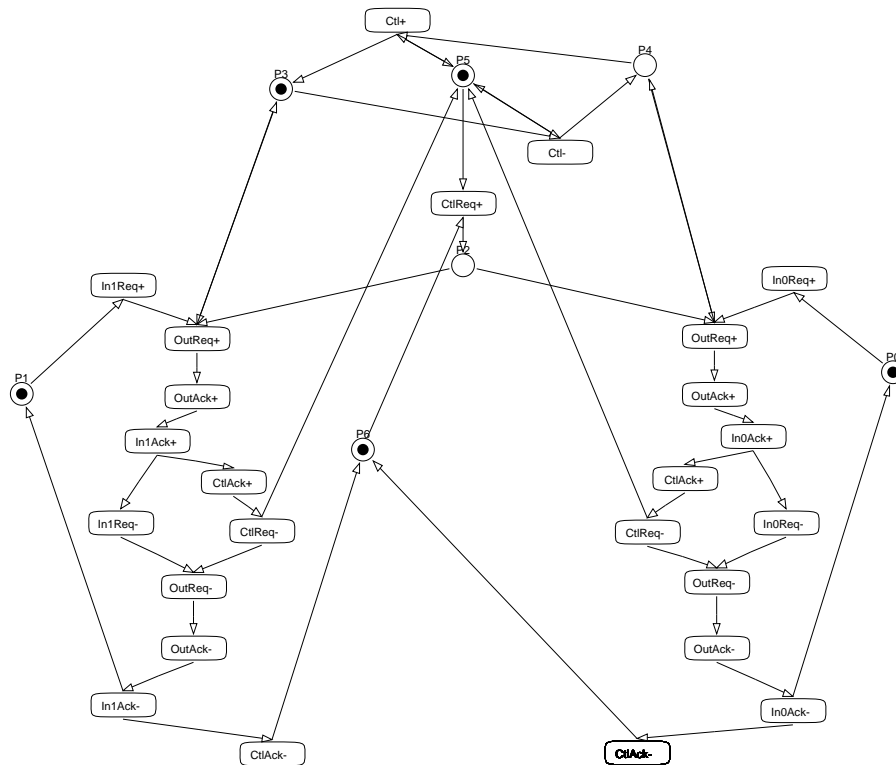 Ctl+
P4
P5
P3
Ctl-
CtlReq+
P2
In1Req+
In0Req+
OutReq+
OutReq+
P1
P0
OutAck+
OutAck+
In1Ack+
In0Ack+
P6
CtlAck+
CtlAck+
In1Req-
CtlReq-
CtlReq-
In0Req-
OutReq-
OutReq-
OutAck-
OutAck-
In1Ack-
In0Ack-
CtlAck-
CtlAck-